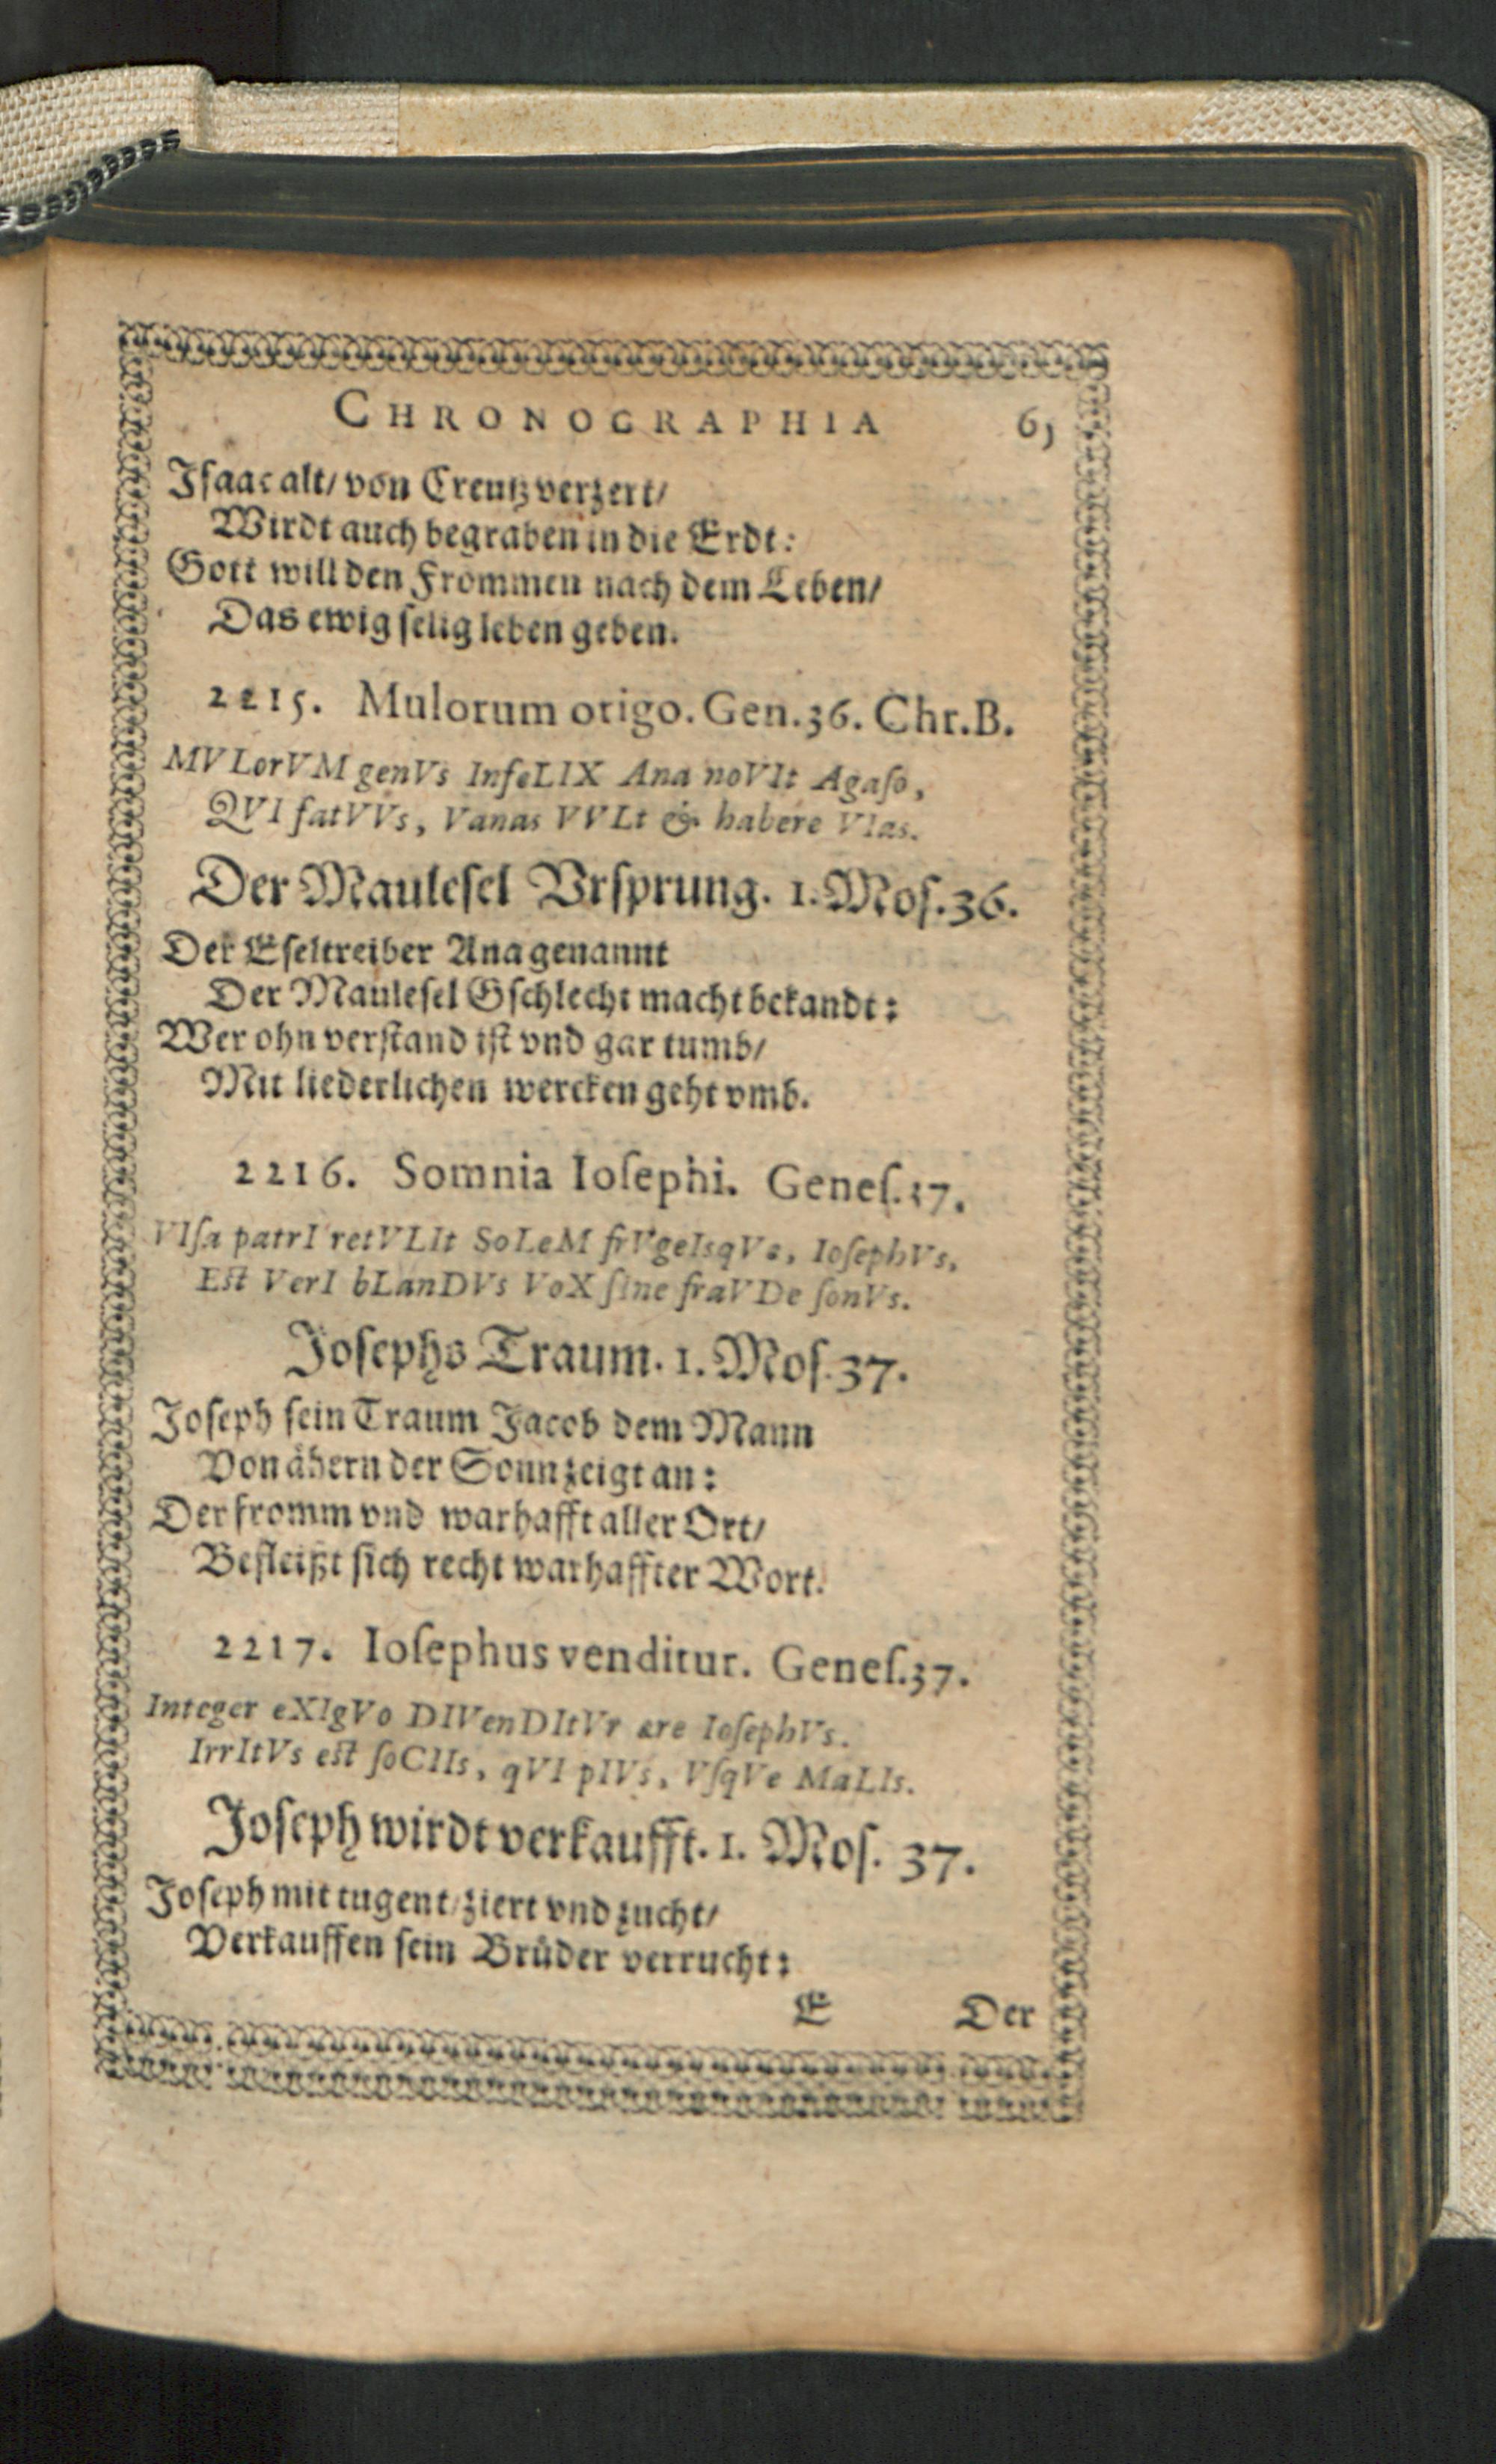 CHRONOGRAPHIA 65
Isaac alt/ von Creutz verzert/
Wirdt auch begraben in die Erdt:
Gott will den Frommen nach dem Leben/
Das ewig selig leben geben.
2215. Mulorum origo. Gen. 36. Chr. B.
MVLorVM genVs InfeLIX Ana noVIt Agaſo,
QVI fatVVs, Vanas VVLt & habere Vias.
Der Mauleſel Vrſprung. 1. Moſ. 36.
Der Eſeltreiber Ana genannt
Der Mauleſel Gſchlecht macht bekandt:
Wer ohn verſtand iſt vnd gar tumb/
Mit liederlichen wercken geht vmb.
2216. Somnia Ioſephi. Geneſ. 37.
VIſa patrI retVLIt SoLeM frVgeIsqVe, IoſephVs,
Eſt VerI bLanDVs VoX ſine fraVDe ſonVs.
Joſephs Traum. 1. Moſ. 37.
Joſeph ſein Traum Jacob dem Mann
Von ähern der Sonn zeigt an:
Der fromm vnd warhafft aller Ort/
Befleißt ſich recht warhaffter Wort.
2217. Ioſephus venditur. Geneſ. 37.
Integer eXIgVo DIVenDItVr ære IoſephVs.
IrrItVs eſt ſoCIIs, qVI pIVs, VſqVe MaLIs.
Joſeph wirdt verkaufft. 1. Moſ. 37.
Joſeph mit tugent/ ziert vnd zucht/
Verkauffen ſein Brüder verrucht:
E Der